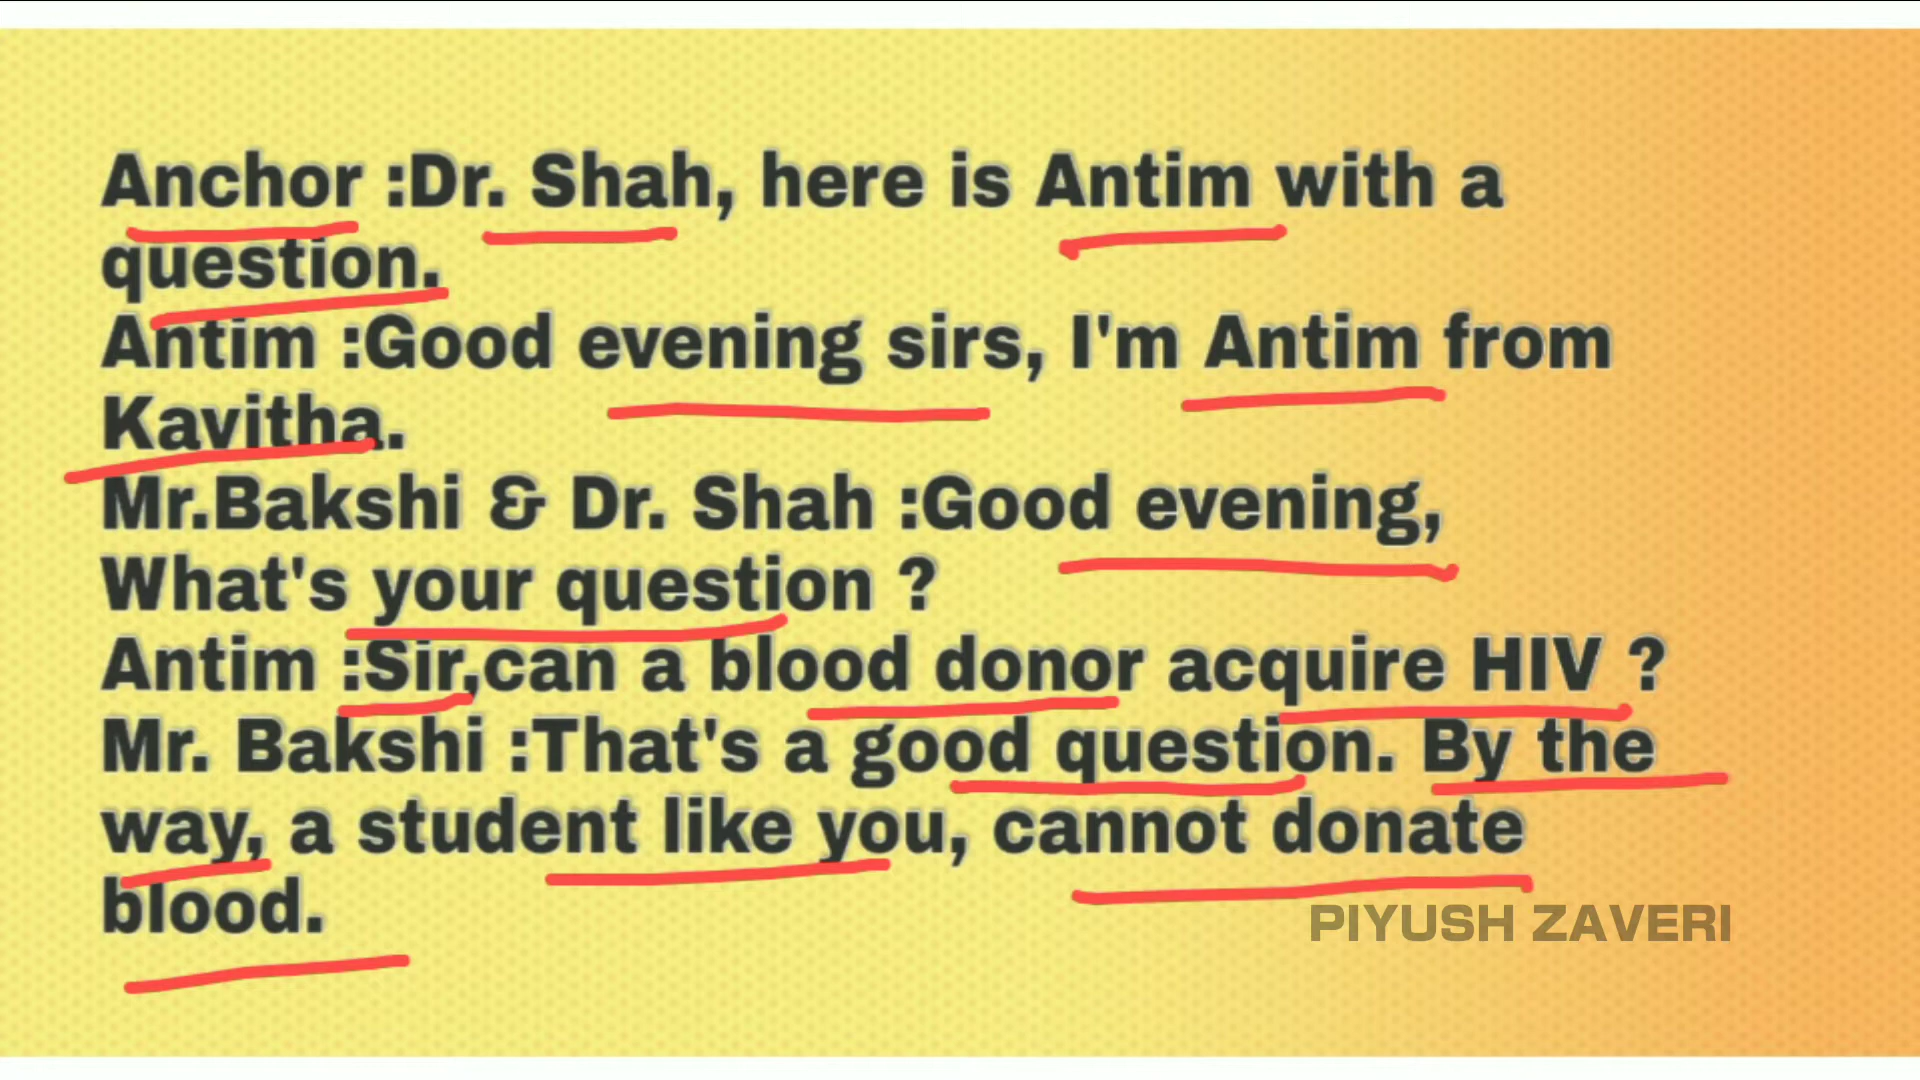 Anchor :Dr. Shah, here is Antim with a
question.
Antim :Good evening sirs, I'm Antim from
Kavitha.
Mr.Bakshi & Dr. Shah :Good evening,
What's your question ?
Antim :Sir,can a blood donor acquire HIV ?
Mr. Bakshi :That's a good question. By the
way, a student like you, cannot donate
blood.
PIYUSH ZAVERI